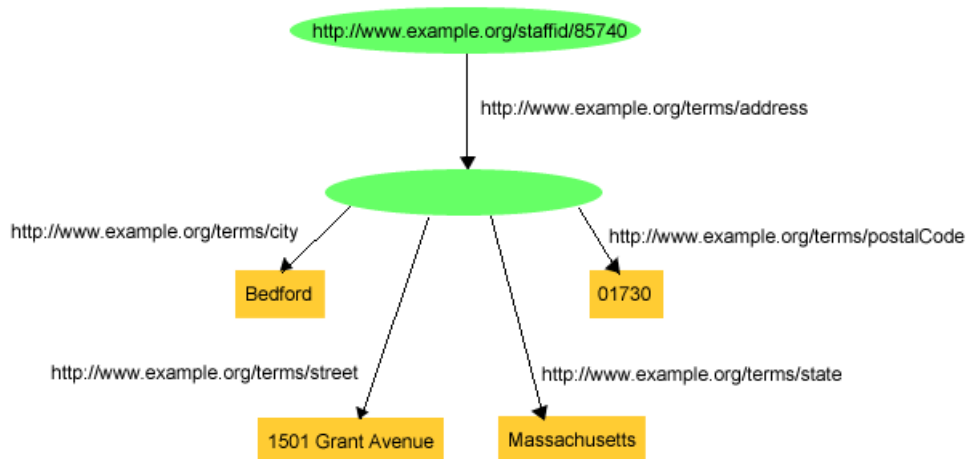 http://www.example.org/staffid/85740
http://www.example.org/terms/address
http://www.example.org/terms/city
http://www.example.org/terms/postalCode
Bedford
01730
http://www.example.org/terms/street
http://www.example.org/terms/state
1501 Grant Avenue
Massachusetts